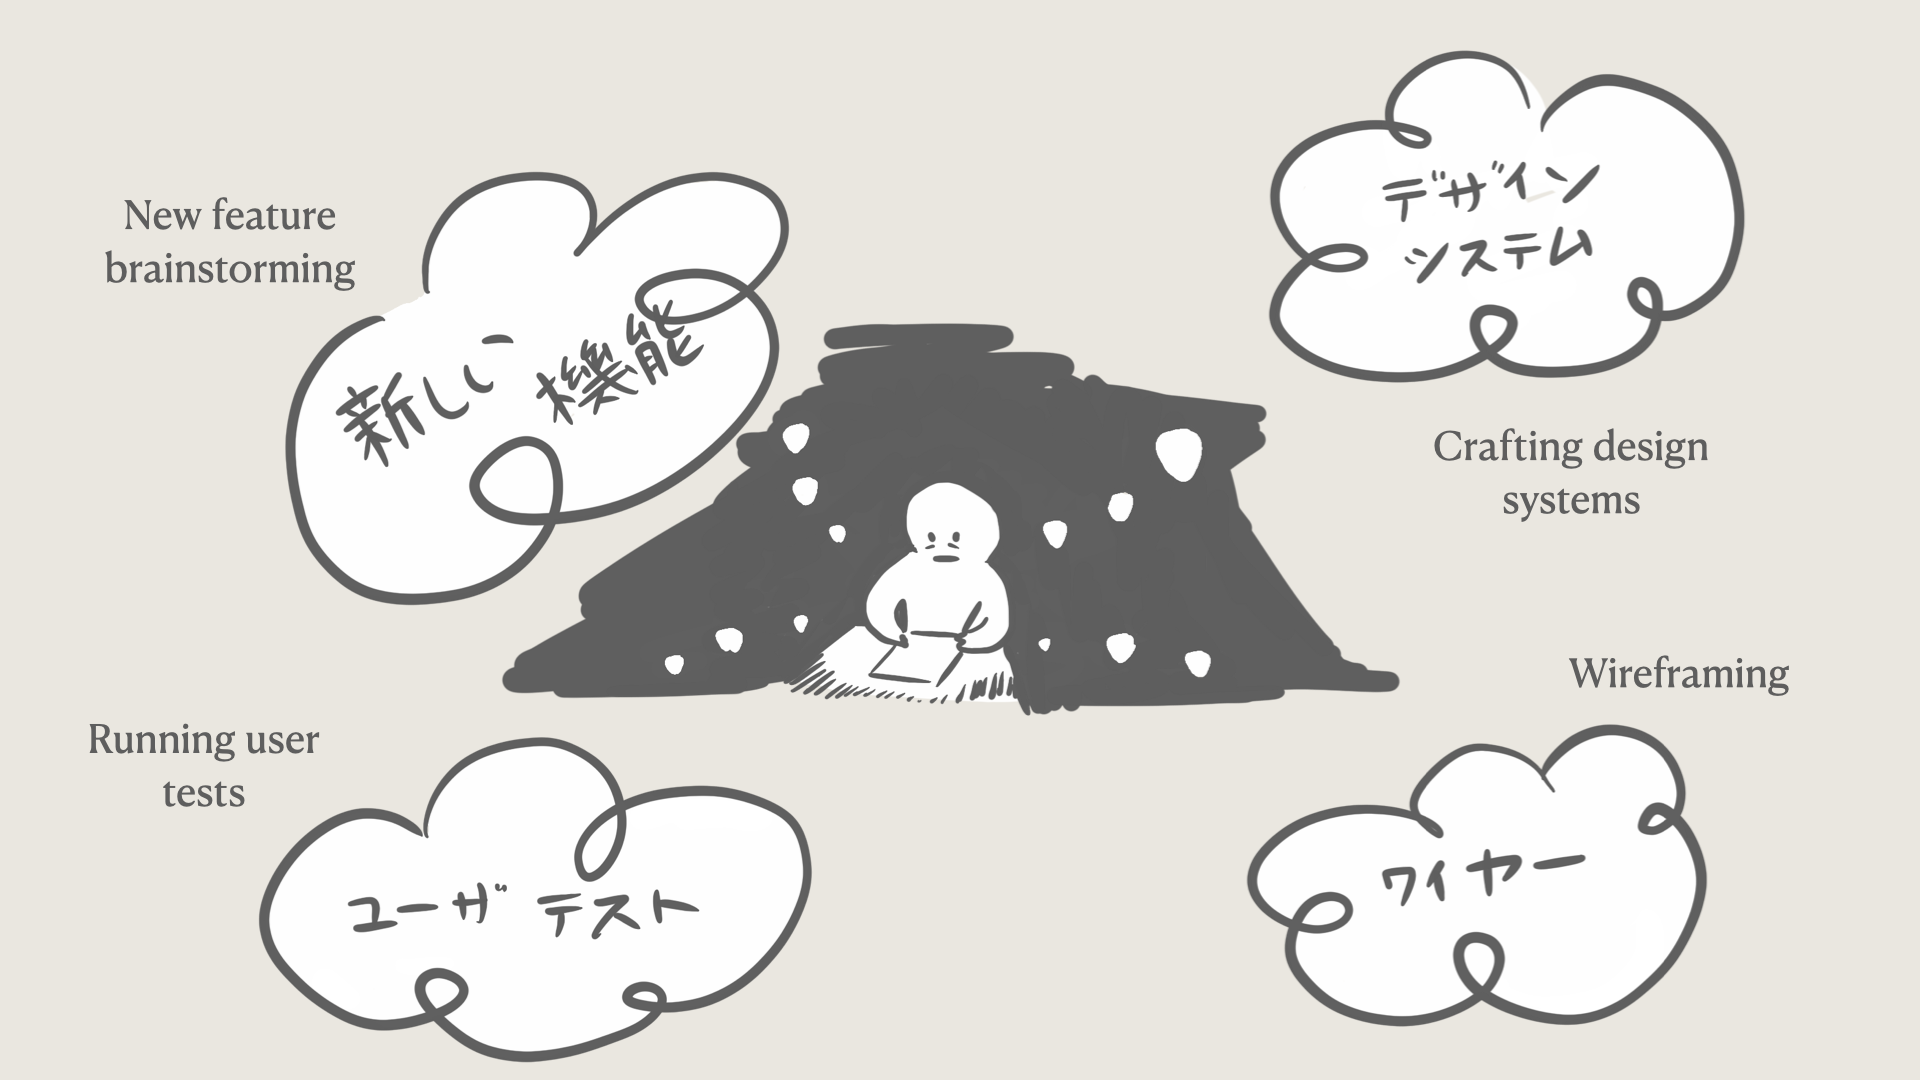 New feature
brainstorming
新しい 機能
デザイン
システム
Crafting design
systems
Running user
tests
ユーザ テスト
Wireframing
ワイヤー